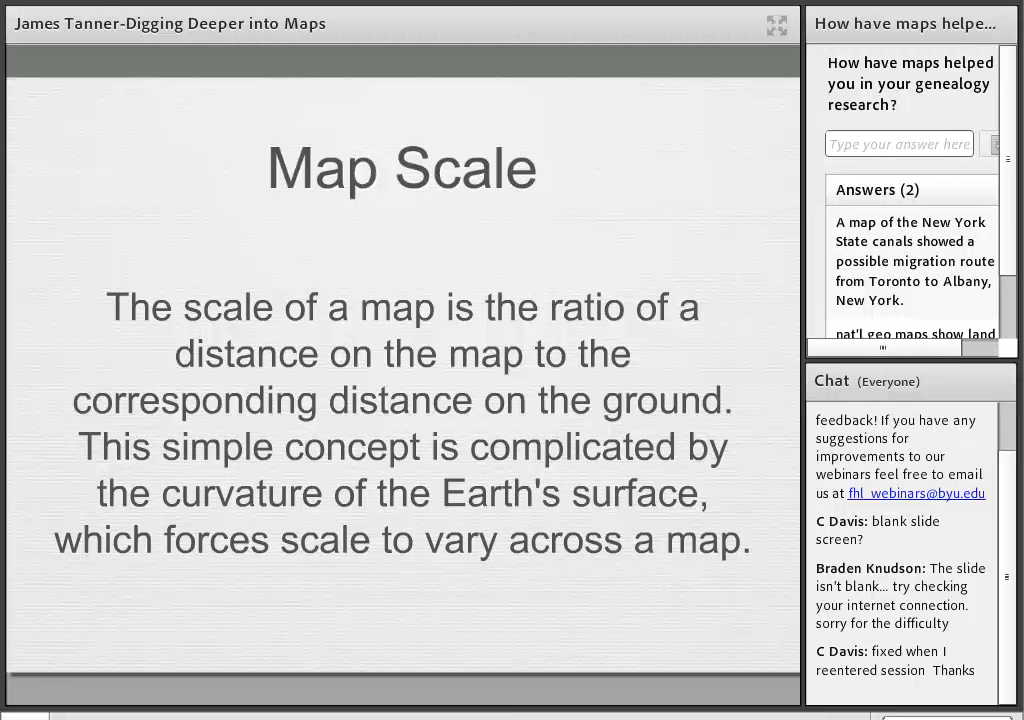 James Tanner-Digging Deeper into Maps
Map Scale
The scale of a map is the ratio of a
distance on the map to the
corresponding distance on the ground.
This simple concept is complicated by
the curvature of the Earth's surface,
which forces scale to vary across a map.
How have maps helpe...
How have maps helped
you in your genealogy
research?
Type your answer here.
Answers (2)
A map of the New York
State canals showed a
possible migration route
from Toronto to Albany,
New York.
nat'l geo maps show land
Chat (Everyone)
feedback! If you have any
suggestions for
improvements to our
webinars feel free to email
us at fhl_webinars@byu.edu
C Davis: blank slide
screen?
Braden Knudson: The slide
isn't blank... try checking
your internet connection.
sorry for the difficulty
C Davis: fixed when I
reentered session Thanks